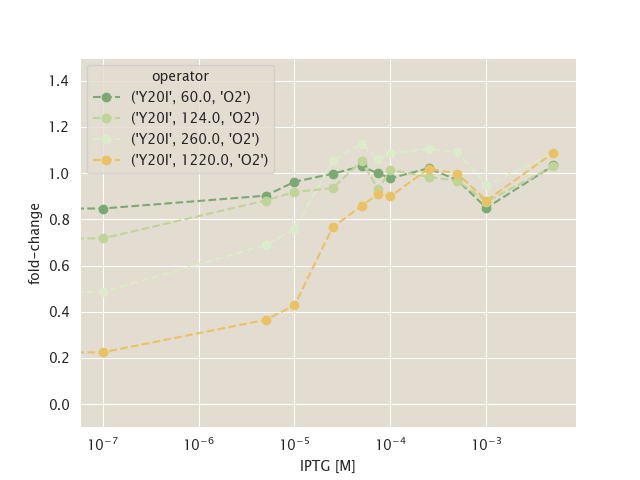 operator
('Y20I', 60.0, 'O2')
('Y20I', 124.0, 'O2')
('Y20I', 260.0, 'O2')
('Y20I', 1220.0, 'O2')
1.4
1.2
1.0
0.8
0.6
0.4
0.2
0.0
fold−change
10⁻⁷ 10⁻⁶ 10⁻⁵ 10⁻⁴ 10⁻³
IPTG [M]